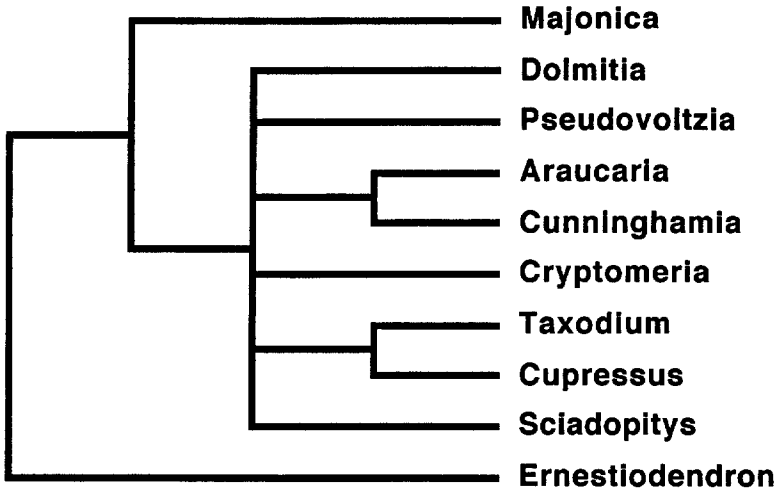 Majonica
Dolmitia
Pseudovoltzia
Araucaria
Cunninghamia
Cryptomeria
Taxodium
Cupressus
Sciadopitys
Ernestiodendron